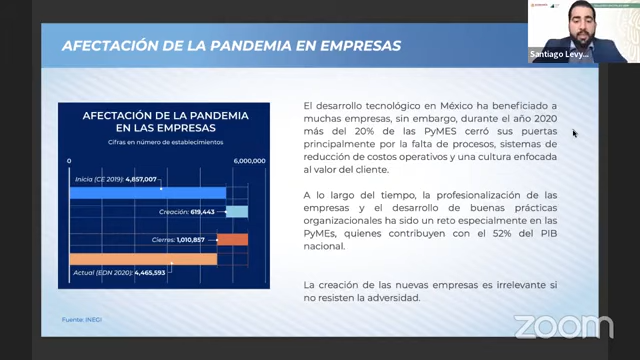 AFECTACIÓN DE LA PANDEMIA EN EMPRESAS
Santiago Levy...
AFECTACIÓN DE LA PANDEMIA
EN LAS EMPRESAS
Cifras en número de establecimientos
0
6,000,000
Inicia (CE 2019): 4,857,007
Creación: 619,443
Cierres: 1,010,857
Actual (EDN 2020): 4,465,593
El desarrollo tecnológico en México ha beneficiado a
muchas empresas, sin embargo, durante el año 2020
más del 20% de las PyMES cerró sus puertas
principalmente por la falta de procesos, sistemas de
reducción de costos operativos y una cultura enfocada
al valor del cliente.
A lo largo del tiempo, la profesionalización de las
empresas y el desarrollo de buenas prácticas
organizacionales ha sido un reto especialmente en las
PyMEs, quienes contribuyen con el 52% del PIB
nacional.
La creación de las nuevas empresas es irrelevante si
no resisten la adversidad.
Fuente: INEGI
zoom